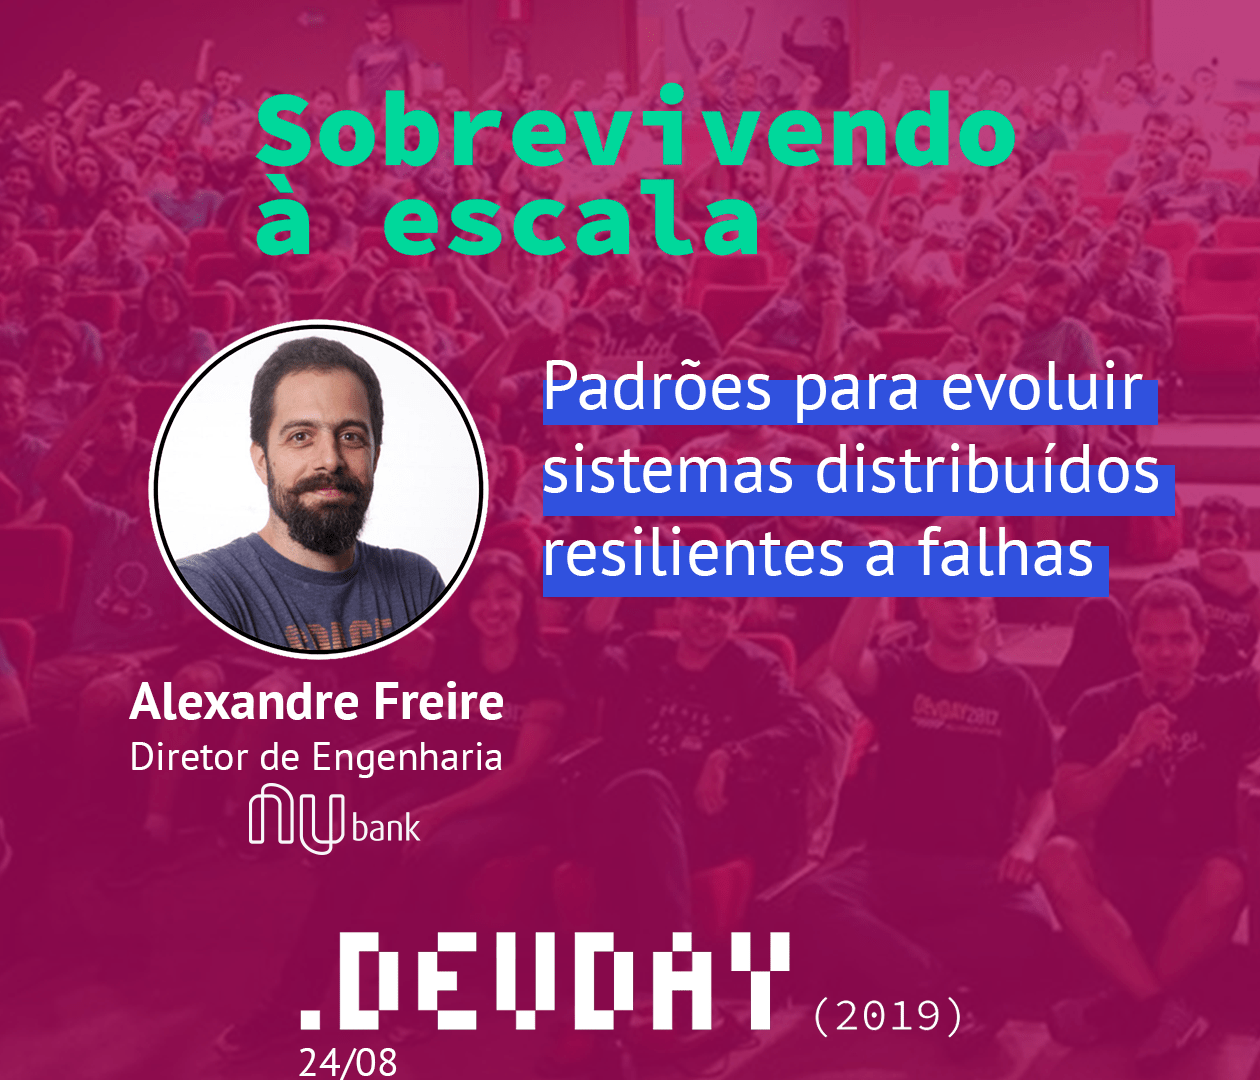 Sobrevivendo
à escala
Padrões para evoluir
sistemas distribuídos
resilientes a falhas
Alexandre Freire
Diretor de Engenharia
nu bank
.DEVDAY (2019)
24/08
DevDAY2017